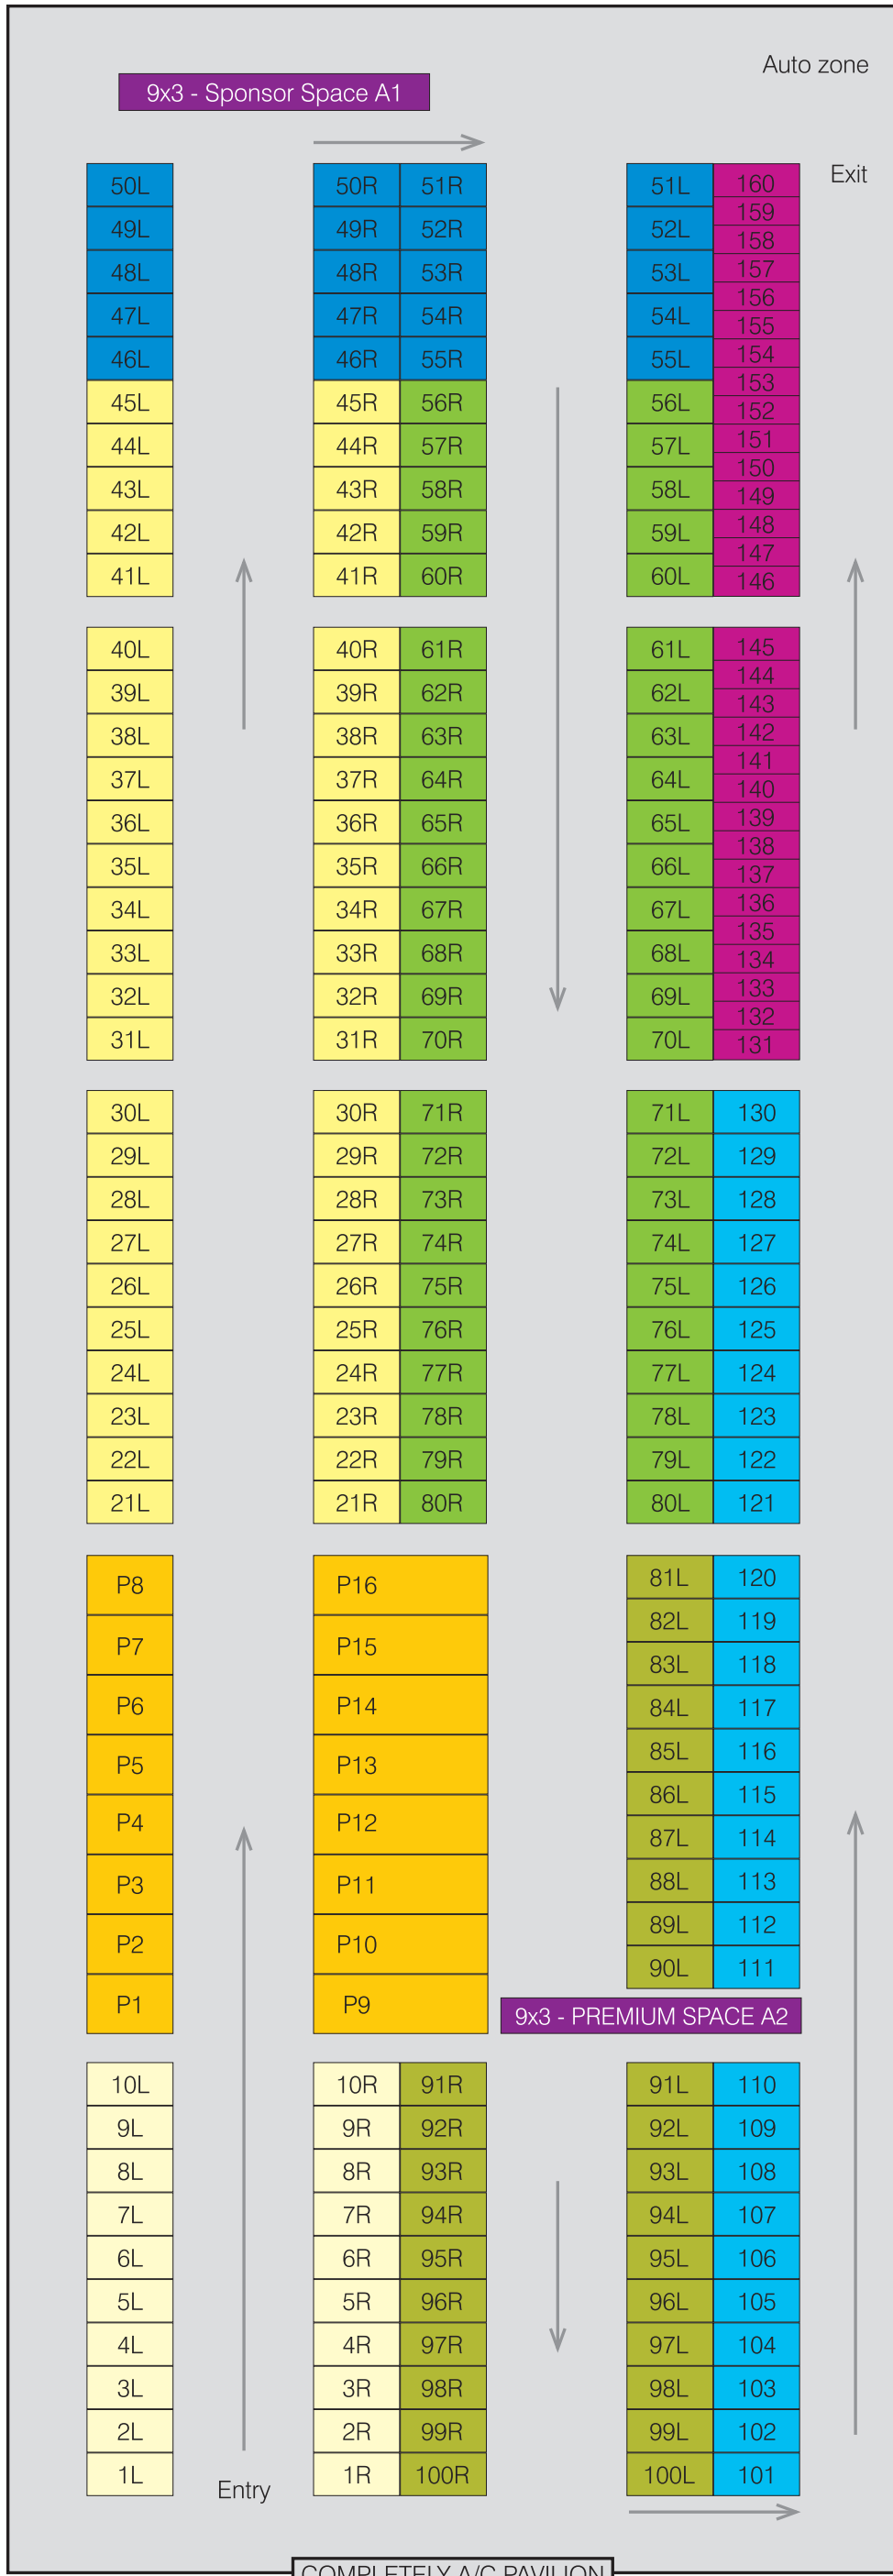 Auto zone
9x3 - Sponsor Space A1
Exit
50L 50R 51R 51L 160
49L 49R 52R 52L 159
158
48L 48R 53R 53L 157
156
47L 47R 54R 54L 155
46L 46R 55R 55L 154
153
45L 45R 56R 56L 152
44L 44R 57R 57L 151
150
43L 43R 58R 58L 149
42L 42R 59R 59L 148
147
41L 41R 60R 60L 146
40L 40R 61R 61L 145
144
39L 39R 62R 62L 143
38L 38R 63R 63L 142
141
37L 37R 64R 64L 140
36L 36R 65R 65L 139
138
35L 35R 66R 66L 137
34L 34R 67R 67L 136
135
33L 33R 68R 68L 134
32L 32R 69R 69L 133
132
31L 31R 70R 70L 131
30L 30R 71R 71L 130
29L 29R 72R 72L 129
28L 28R 73R 73L 128
27L 27R 74R 74L 127
26L 26R 75R 75L 126
25L 25R 76R 76L 125
24L 24R 77R 77L 124
23L 23R 78R 78L 123
22L 22R 79R 79L 122
21L 21R 80R 80L 121
P8 P16 81L 120
82L 119
P7 P15 83L 118
P6 P14 84L 117
P5 P13 85L 116
86L 115
P4 P12 87L 114
P3 P11 88L 113
89L 112
P2 P10 90L 111
P1 P9 9x3 - PREMIUM SPACE A2
10L 10R 91R 91L 110
9L 9R 92R 92L 109
8L 8R 93R 93L 108
7L 7R 94R 94L 107
6L 6R 95R 95L 106
5L 5R 96R 96L 105
4L 4R 97R 97L 104
3L 3R 98R 98L 103
2L 2R 99R 99L 102
1L 1R 100R 100L 101
Entry
COMPLETELY A/C PAVILION